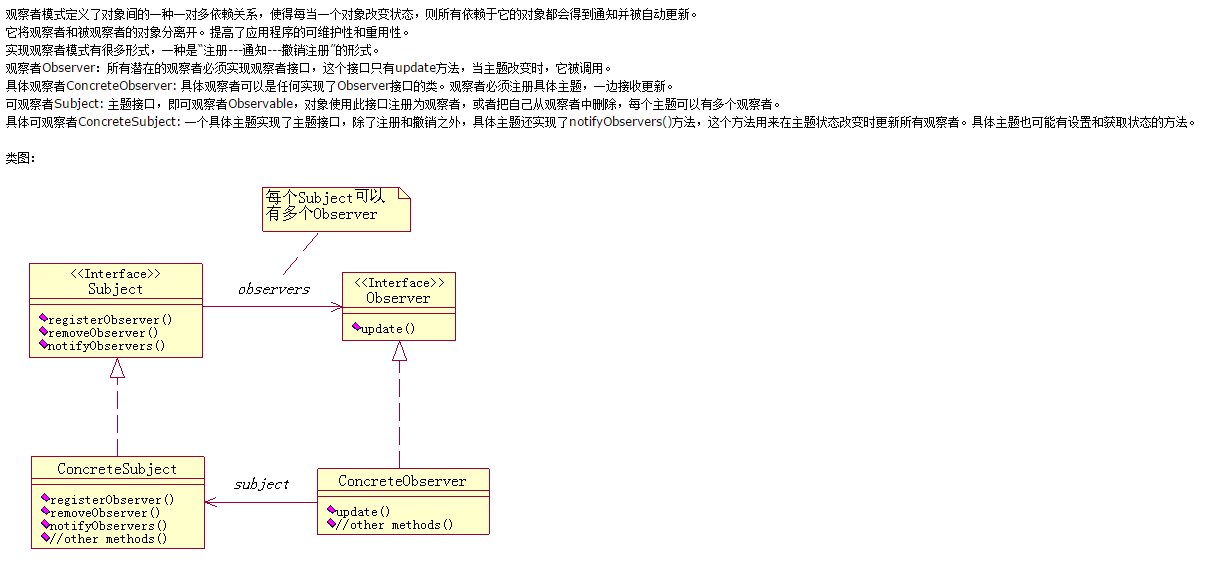 观察者模式定义了对象间的一种一对多依赖关系，使得每当一个对象改变状态，则所有依赖于它的对象都会得到通知并被自动更新。
它将观察者和被观察者的对象分离开。提高了应用程序的可维护性和重用性。
实现观察者模式有很多形式，一种是“注册---通知---撤销注册”的形式。
观察者Observer：所有潜在的观察者必须实现观察者接口，这个接口只有update方法，当主题改变时，它被调用。
具体观察者ConcreteObserver: 具体观察者可以是任何实现了Observer接口的类。观察者必须注册具体主题，一边接收更新。
可观察者Subject: 主题接口，即可观察者Observable，对象使用此接口注册为观察者，或者把自己从观察者中删除，每个主题可以有多个观察者。
具体可观察者ConcreteSubject: 一个具体主题实现了主题接口，除了注册和撤销之外，具体主题还实现了notifyObservers()方法，这个方法用来在主题状态改变时更新所有观察者。具体主题也可能有设置和获取状态的方法。
类图：
每个Subject可以
有多个Observer
<<Interface>>
Subject
registerObserver()
removeObserver()
notifyObservers()
observers
<<Interface>>
Observer
update()
ConcreteSubject
registerObserver()
removeObserver()
notifyObservers()
//other methods()
subject
ConcreteObserver
update()
//other methods()